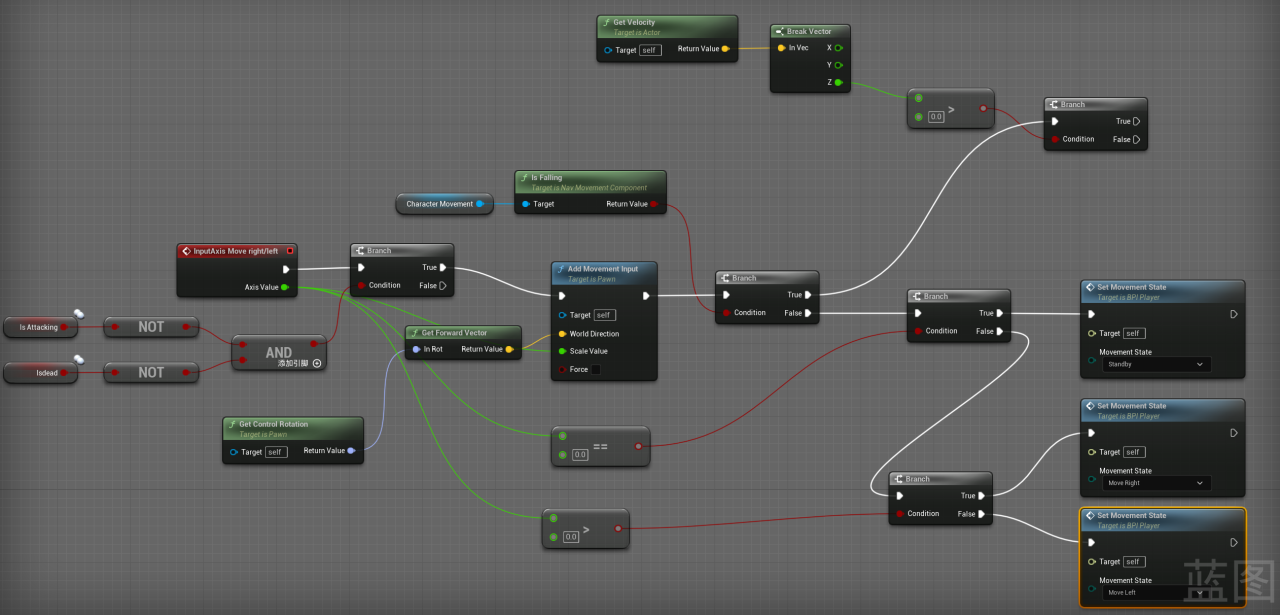 Get Velocity
Target is Actor
Target self Return Value
Break Vector
In Vec X
Y
Z
0.0 >
Branch
True
Condition False
Character Movement
Is Falling
Target is Nav Movement Component
Target Return Value
InputAxis Move right/left
Axis Value
Branch
True
Condition False
Is Attacking
NOT
Isdead
NOT
AND
添加引脚
Get Forward Vector
In Rot Return Value
Get Control Rotation
Target is Pawn
Target self Return Value
Add Movement Input
Target is Pawn
Target self
World Direction
Scale Value
Force
0.0 ==
0.0 >
Branch
True
Condition False
Branch
True
Condition False
Branch
True
Condition False
Set Movement State
Target is BPI Player
Target self
Movement State
Standby
Set Movement State
Target is BPI Player
Target self
Movement State
Move Right
Set Movement State
Target is BPI Player
Target self
Movement State
Move Left
蓝图